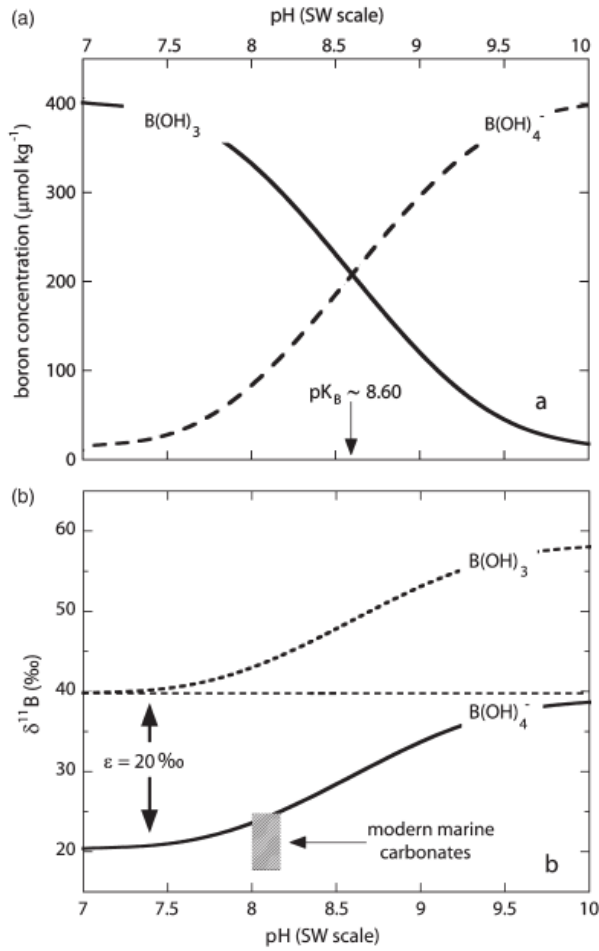 (a)
pH (SW scale)
7 7.5 8 8.5 9 9.5 10
boron concentration (μmol kg⁻¹)
400
300
200
100
0
B(OH)₃
B(OH)₄⁻
pK_B ~ 8.60
a
(b)
δ¹¹B (‰)
60
50
40
30
20
B(OH)₃
B(OH)₄⁻
ε = 20 ‰
modern marine
carbonates
b
7 7.5 8 8.5 9 9.5 10
pH (SW scale)